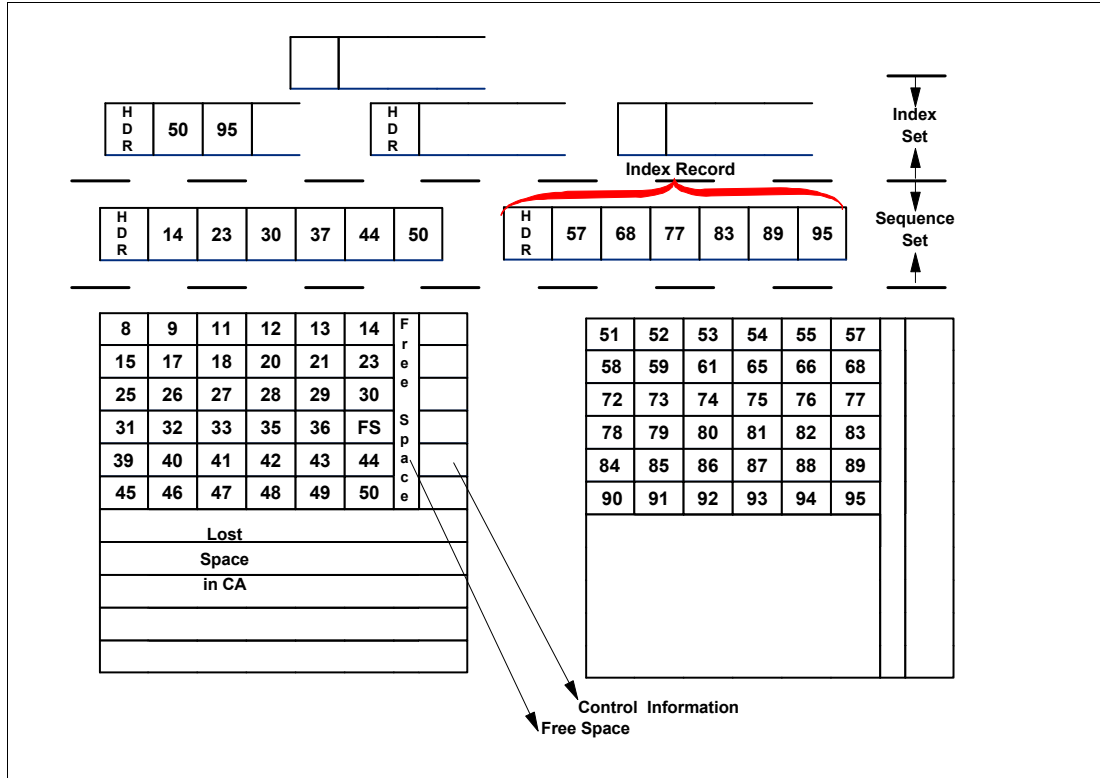 HDR 50 95
HDR
Index
Set
Index Record
HDR 14 23 30 37 44 50
HDR 57 68 77 83 89 95
Sequence
Set
8 9 11 12 13 14
15 17 18 20 21 23
25 26 27 28 29 30
31 32 33 35 36 FS
39 40 41 42 43 44
45 46 47 48 49 50
Free Space
Lost
Space
in CA
51 52 53 54 55 57
58 59 61 65 66 68
72 73 74 75 76 77
78 79 80 81 82 83
84 85 86 87 88 89
90 91 92 93 94 95
Control Information
Free Space